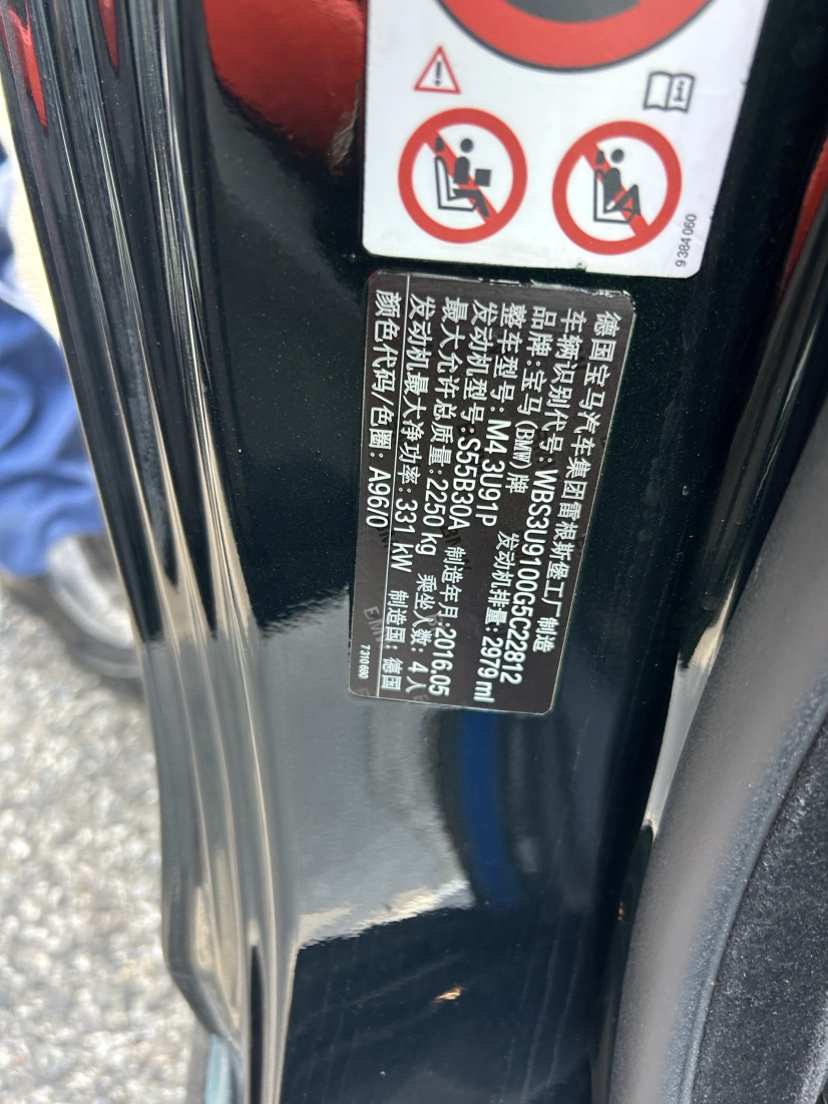 9 384 060
德国宝马汽车集团雷根斯堡工厂 制造
车辆识别代号: WBS3U9100G5C22812
品牌: 宝马(BMW)牌 发动机排量: 2979 ml
整车型号: M4,3U91P
发动机型号: S55B30A 制造年月: 2016.05
最大允许总质量: 2250 kg 乘坐人数: 4 人
发动机最大净功率: 331 kW 制造国: 德国
颜色代码/色圈: A96/0
7 310 660